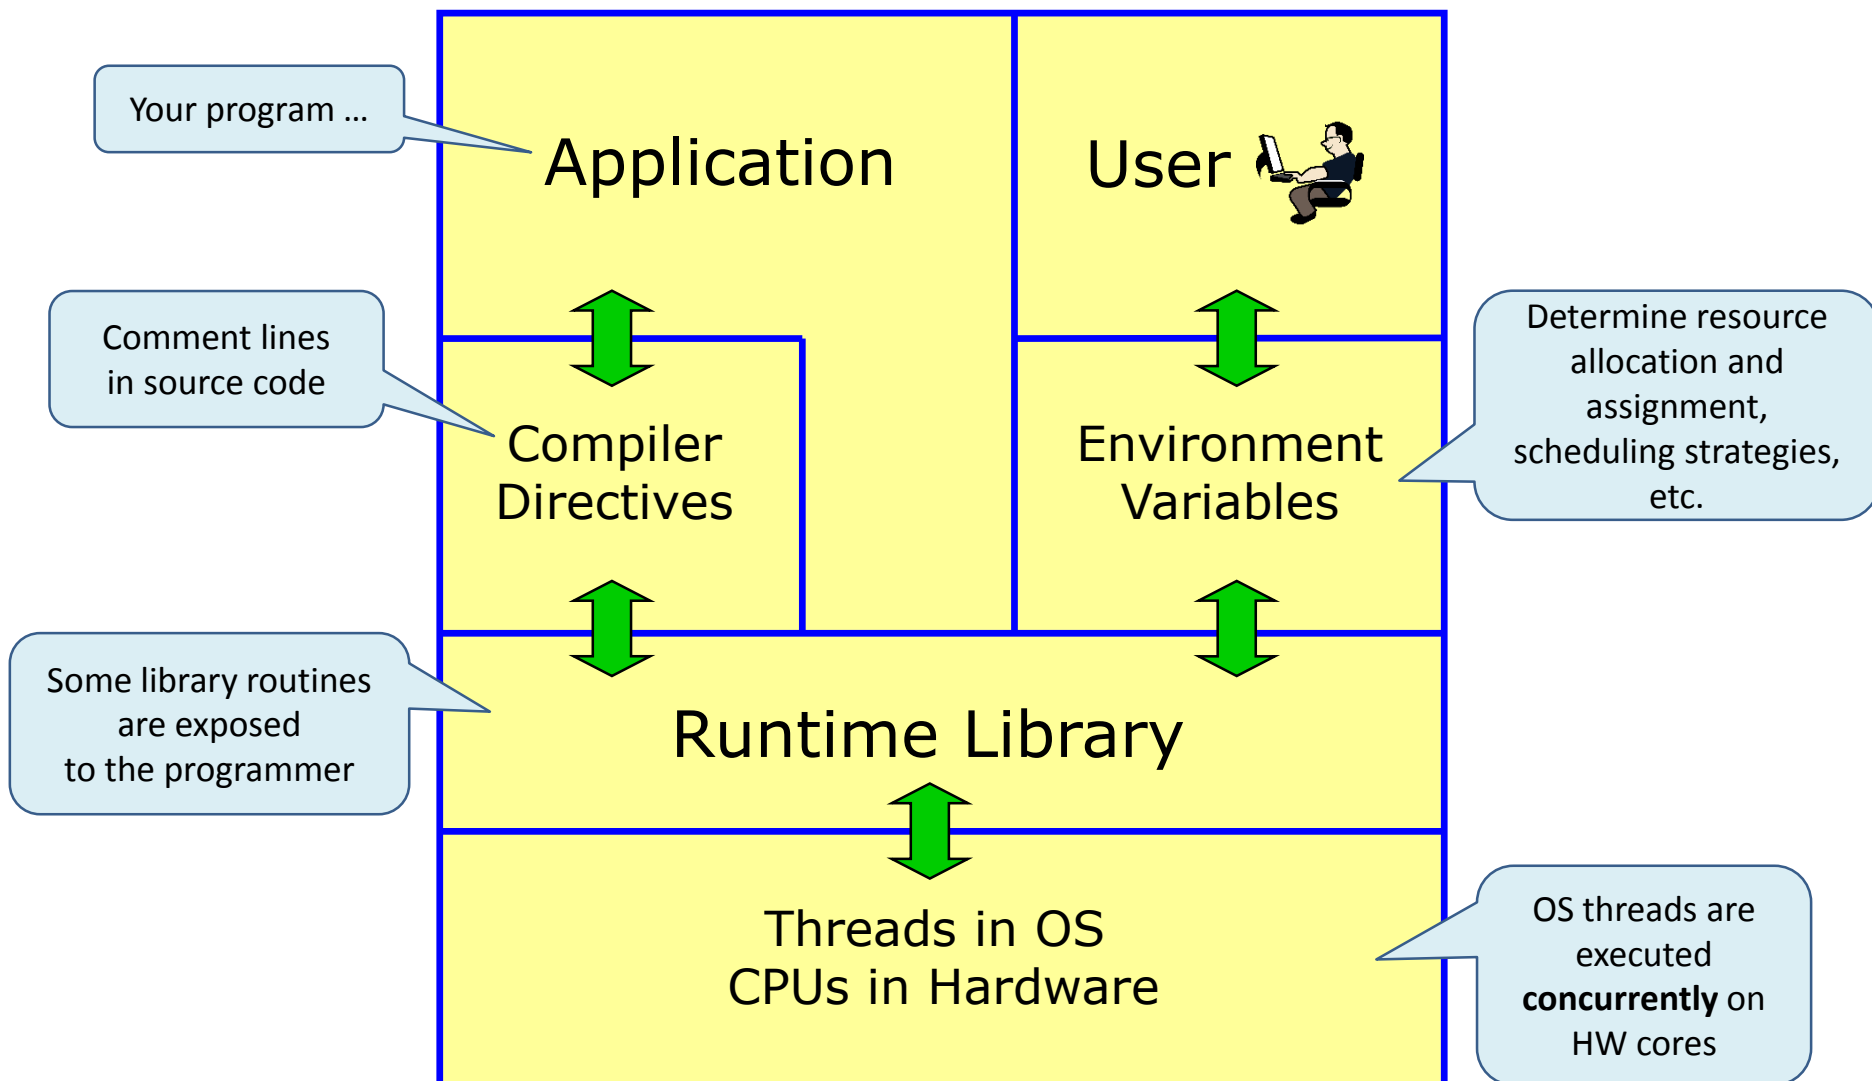 Your program ...
Application
User
Comment lines
in source code
Compiler
Directives
Environment
Variables
Determine resource
allocation and
assignment,
scheduling strategies,
etc.
Some library routines
are exposed
to the programmer
Runtime Library
Threads in OS
CPUs in Hardware
OS threads are
executed
concurrently on
HW cores